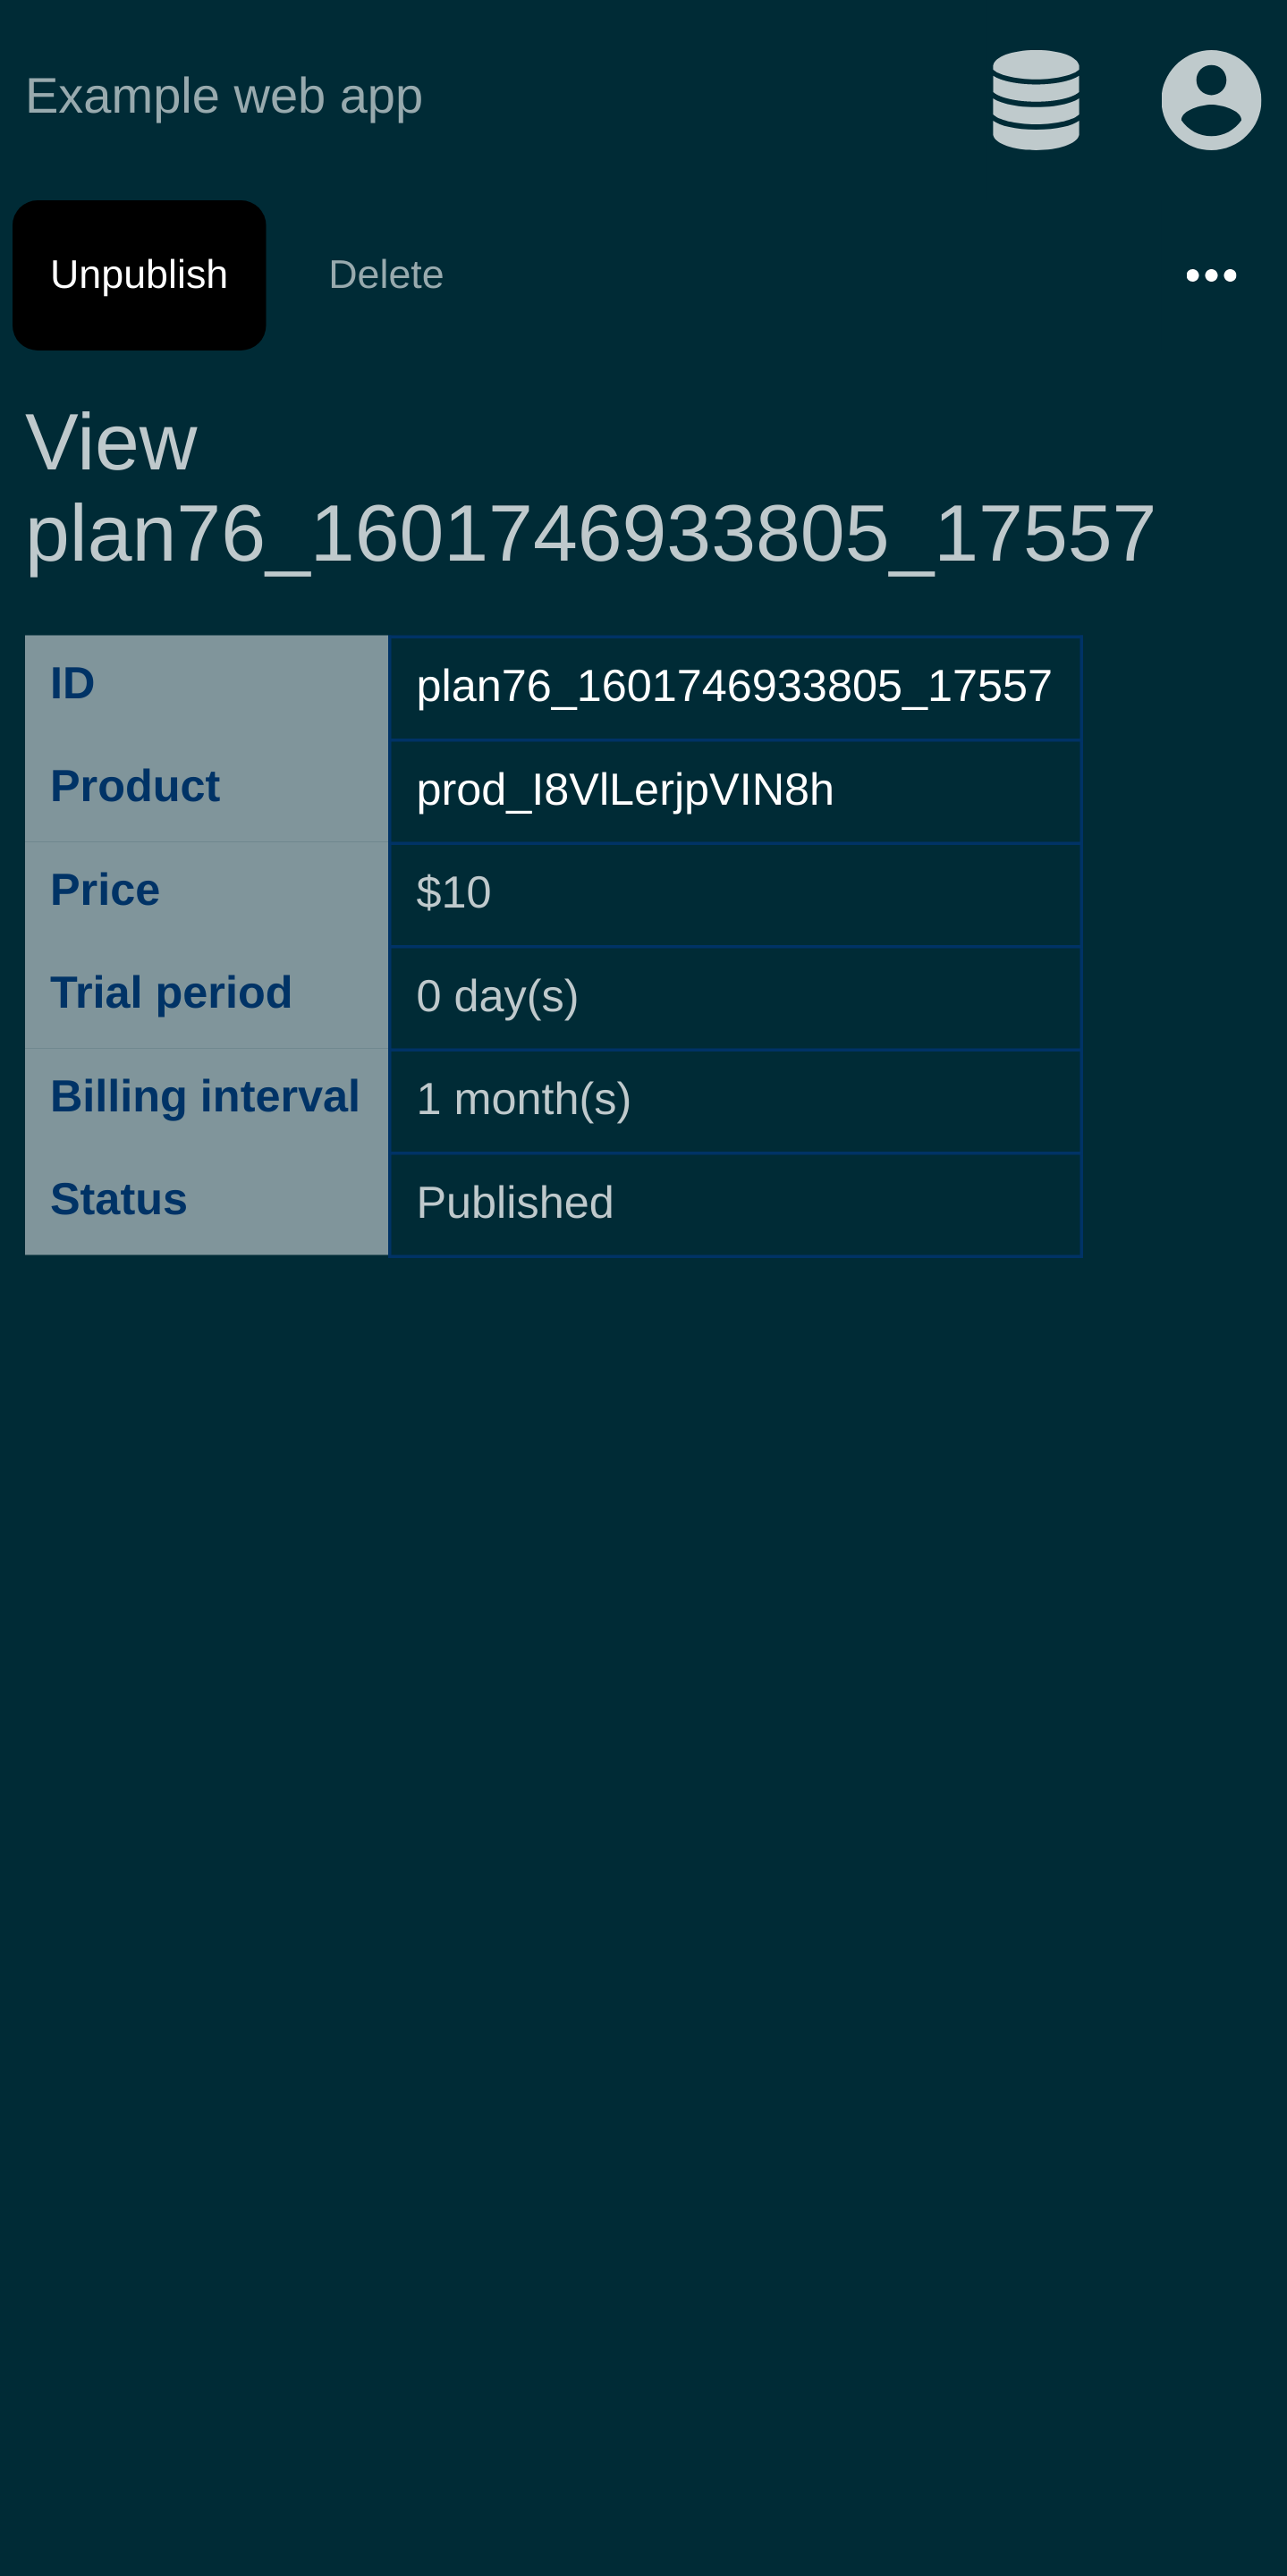 Example web app
Unpublish Delete
View
plan76_1601746933805_17557
ID plan76_1601746933805_17557
Product prod_I8VlLerjpVIN8h
Price $10
Trial period 0 day(s)
Billing interval 1 month(s)
Status Published